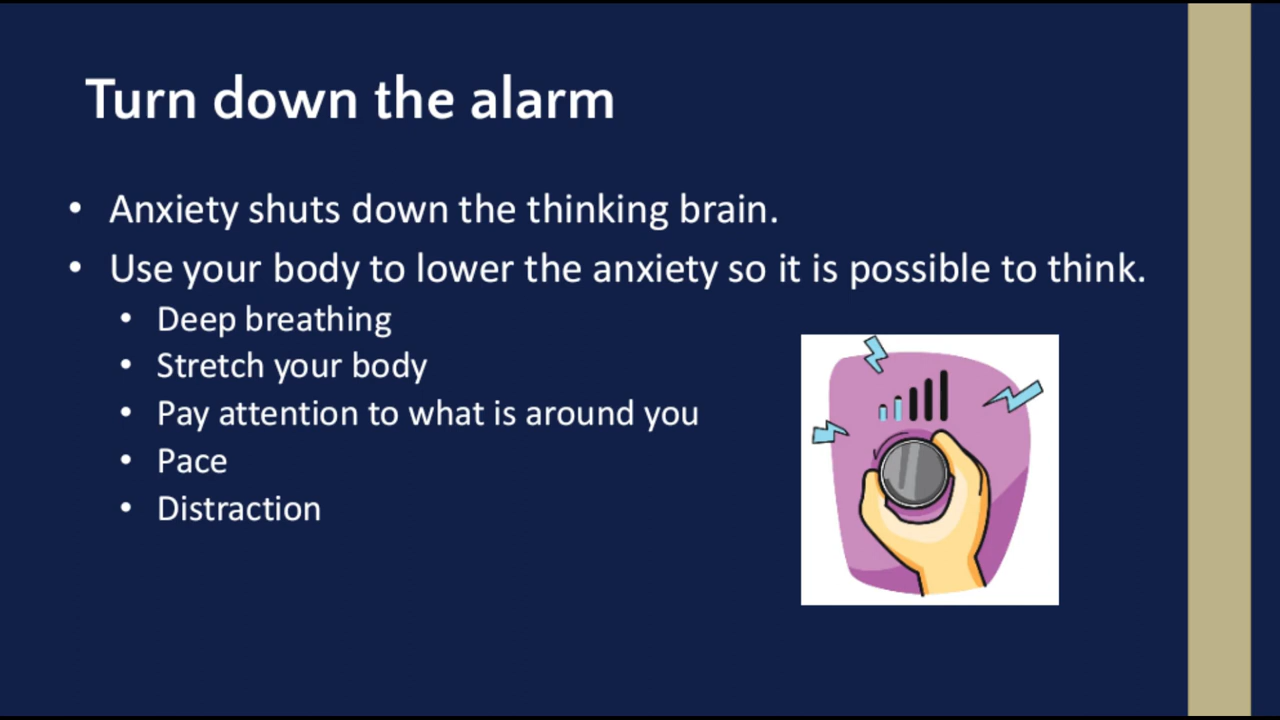 Turn down the alarm
• Anxiety shuts down the thinking brain.
• Use your body to lower the anxiety so it is possible to think.
• Deep breathing
• Stretch your body
• Pay attention to what is around you
• Pace
• Distraction